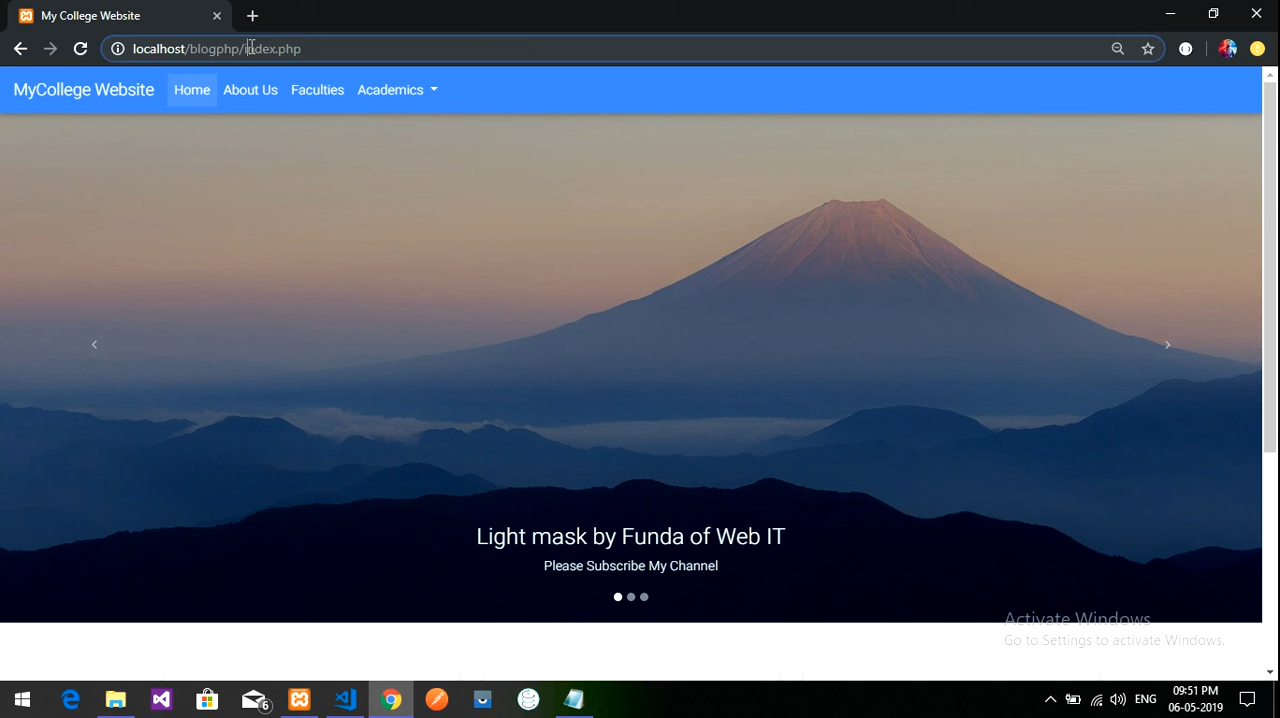 My College Website
localhost/blogphp/index.php
MyCollege Website Home About Us Faculties Academics
Light mask by Funda of Web IT
Please Subscribe My Channel
Activate Windows
Go to Settings to activate Windows.
6
ENG
09:51 PM
06-05-2019